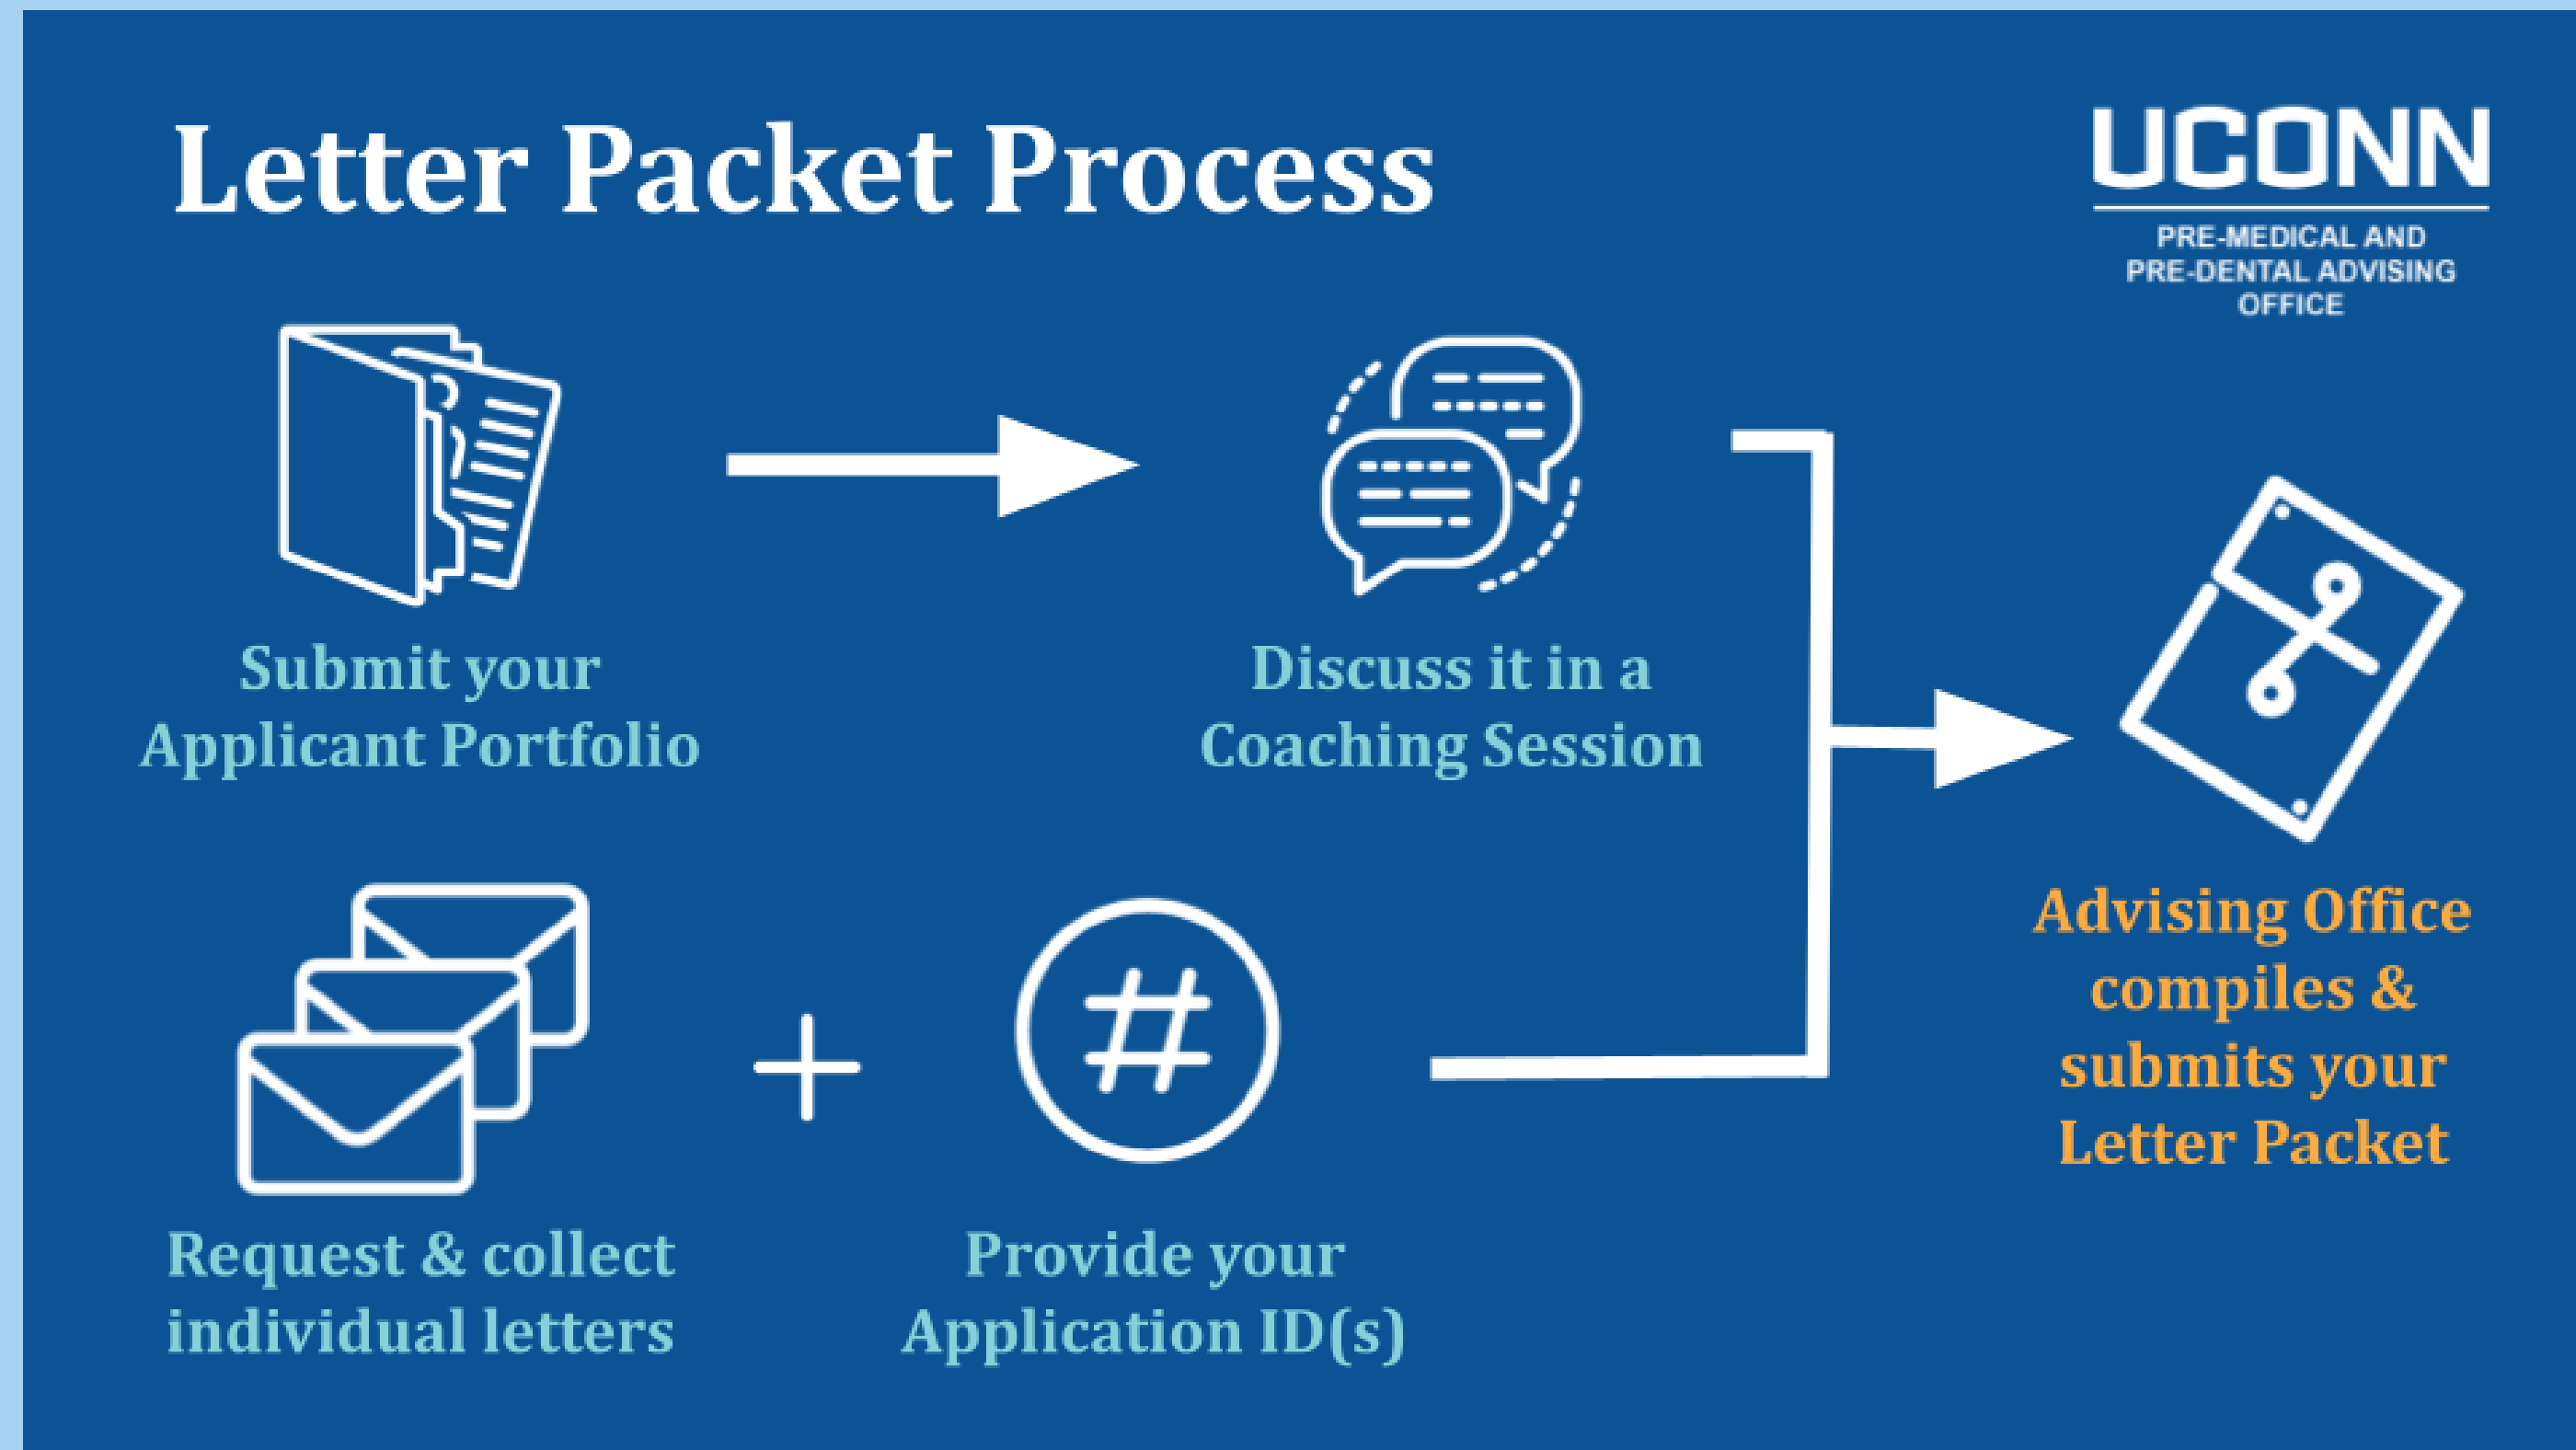 Letter Packet Process
UCONN
PRE-MEDICAL AND
PRE-DENTAL ADVISING
OFFICE
Submit your
Applicant Portfolio
Discuss it in a
Coaching Session
Request & collect
individual letters
+
#
Provide your
Application ID(s)
Advising Office
compiles &
submits your
Letter Packet